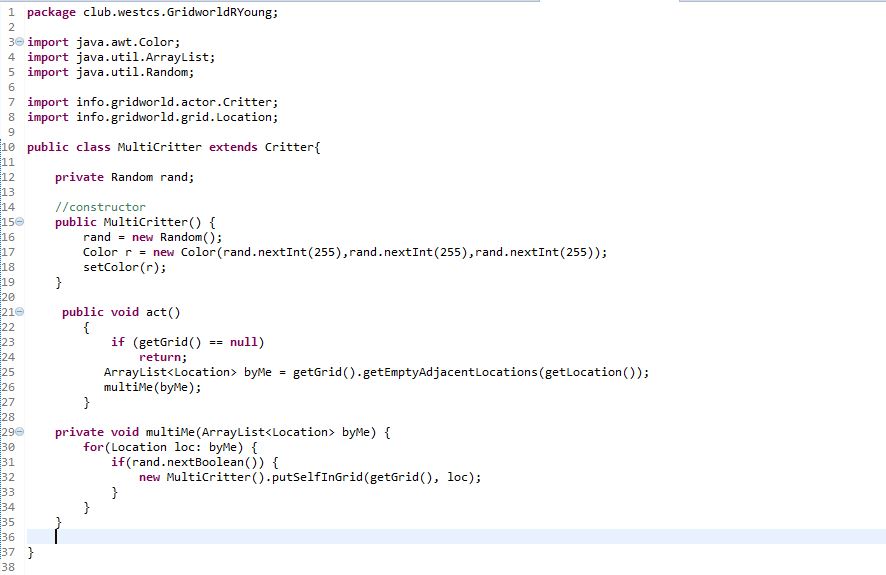 1 package club.westcs.GridworldRYoung;
2
3 import java.awt.Color;
4 import java.util.ArrayList;
5 import java.util.Random;
6
7 import info.gridworld.actor.Critter;
8 import info.gridworld.grid.Location;
9
10 public class MultiCritter extends Critter{
11
12     private Random rand;
13
14     //constructor
15     public MultiCritter() {
16         rand = new Random();
17         Color r = new Color(rand.nextInt(255),rand.nextInt(255),rand.nextInt(255));
18         setColor(r);
19     }
20
21      public void act()
22         {
23             if (getGrid() == null)
24                 return;
25            ArrayList<Location> byMe = getGrid().getEmptyAdjacentLocations(getLocation());
26            multiMe(byMe);
27         }
28
29     private void multiMe(ArrayList<Location> byMe) {
30         for(Location loc: byMe) {
31             if(rand.nextBoolean()) {
32                 new MultiCritter().putSelfInGrid(getGrid(), loc);
33             }
34         }
35     }
36
37 }
38